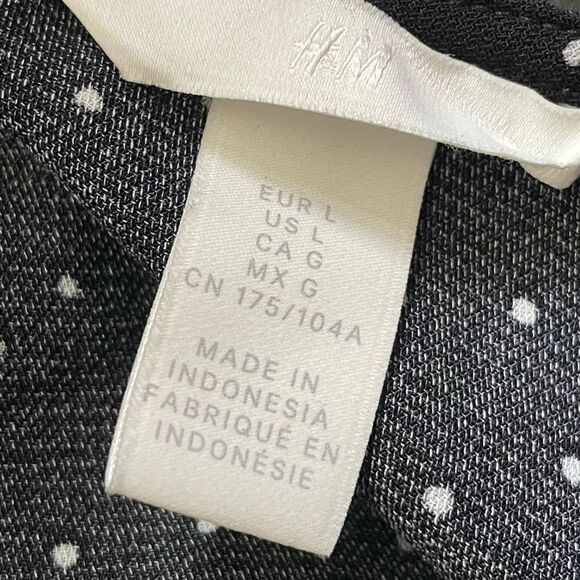 H&M
EUR L
US L
CA G
MX G
CN 175/104A
MADE IN
INDONESIA
FABRIQUÉ EN
INDONÉSIE